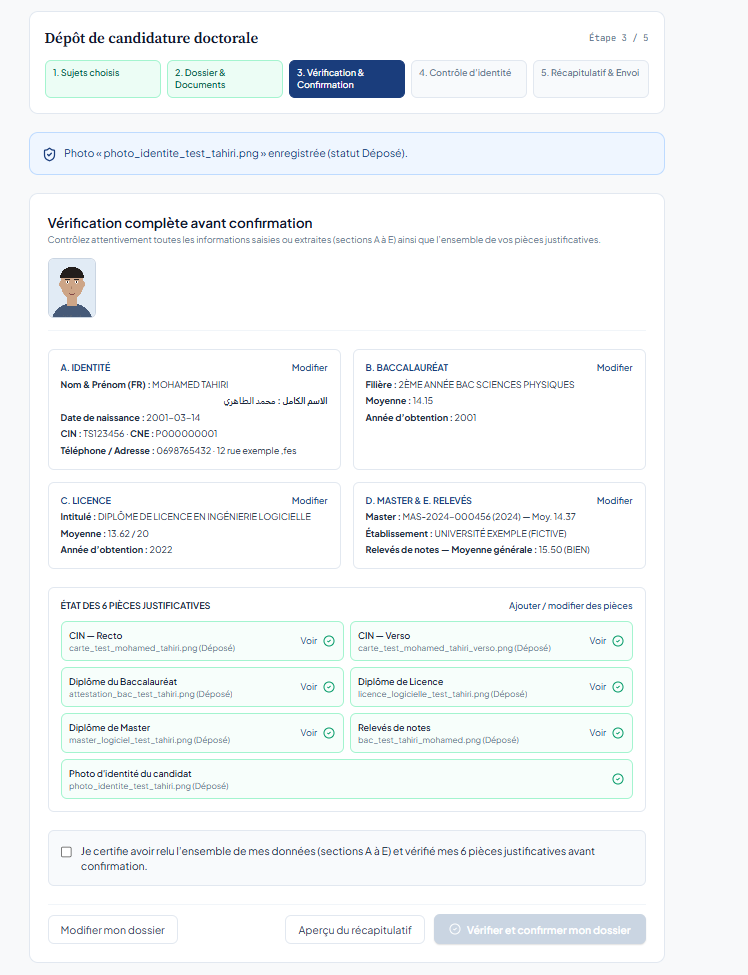 Dépôt de candidature doctorale
Étape 3 / 5
1. Sujets choisis
2. Dossier &
Documents
3. Vérification &
Confirmation
4. Contrôle d'identité
5. Récapitulatif & Envoi
Photo « photo_identite_test_tahiri.png » enregistrée (statut Déposé).
Vérification complète avant confirmation
Contrôlez attentivement toutes les informations saisies ou extraites (sections A à E) ainsi que l'ensemble de vos pièces justificatives.
A. IDENTITÉ
Modifier
Nom & Prénom (FR) : MOHAMED TAHIRI
الاسم الكامل : محمد الطاهري
Date de naissance : 2001-03-14
CIN : TS123456 · CNE : P000000001
Téléphone / Adresse : 0698765432 · 12 rue exemple ,fes
B. BACCALAURÉAT
Modifier
Filière : 2ÈME ANNÉE BAC SCIENCES PHYSIQUES
Moyenne : 14.15
Année d'obtention : 2001
C. LICENCE
Modifier
Intitulé : DIPLÔME DE LICENCE EN INGÉNIERIE LOGICIELLE
Moyenne : 13.62 / 20
Année d'obtention : 2022
D. MASTER & E. RELEVÉS
Modifier
Master : MAS-2024-000456 (2024) — Moy. 14.37
Établissement : UNIVERSITÉ EXEMPLE (FICTIVE)
Relevés de notes — Moyenne générale : 15.50 (BIEN)
ÉTAT DES 6 PIÈCES JUSTIFICATIVES
Ajouter / modifier des pièces
CIN — Recto
carte_test_mohamed_tahiri.png (Déposé)
Voir
CIN — Verso
carte_test_mohamed_tahiri_verso.png (Déposé)
Voir
Diplôme du Baccalauréat
attestation_bac_test_tahiri.png (Déposé)
Voir
Diplôme de Licence
licence_logicielle_test_tahiri.png (Déposé)
Voir
Diplôme de Master
master_logiciel_test_tahiri.png (Déposé)
Voir
Relevés de notes
bac_test_tahiri_mohamed.png (Déposé)
Voir
Photo d'identité du candidat
photo_identite_test_tahiri.png (Déposé)
Je certifie avoir relu l'ensemble de mes données (sections A à E) et vérifié mes 6 pièces justificatives avant
confirmation.
Modifier mon dossier
Aperçu du récapitulatif
Vérifier et confirmer mon dossier